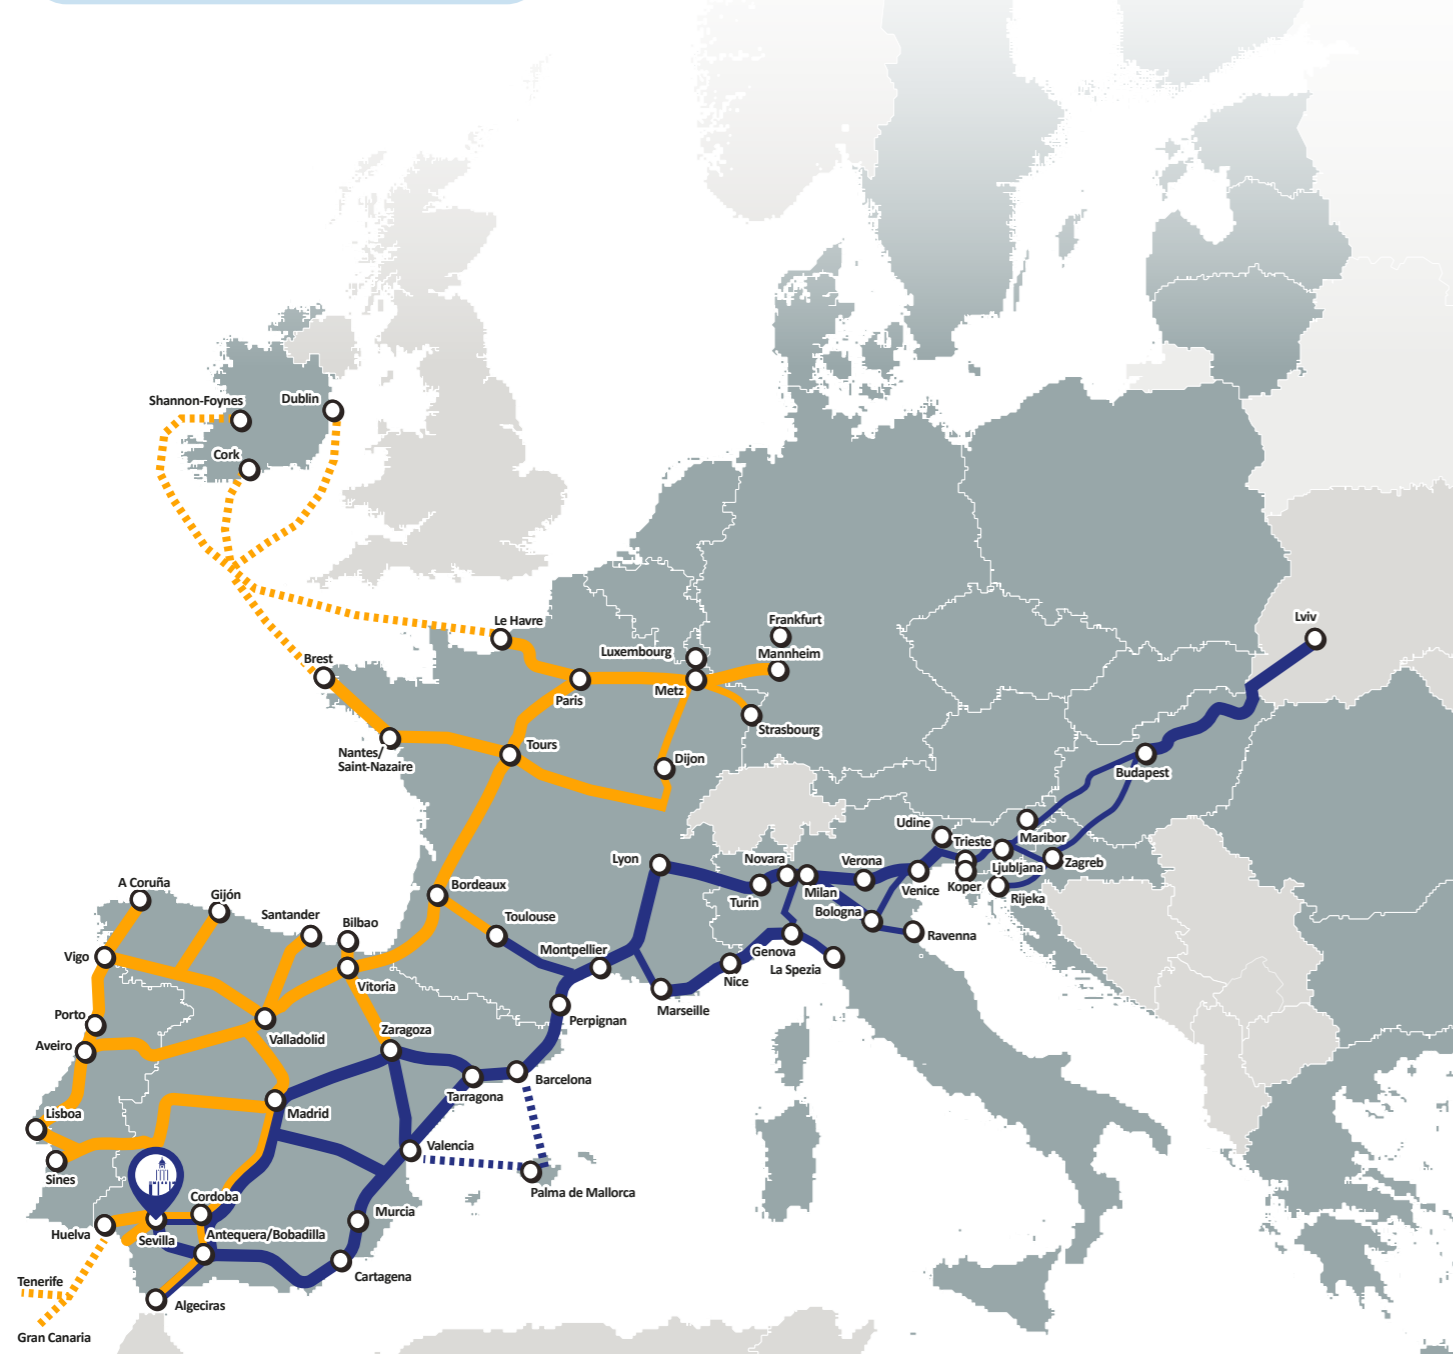 Shannon-Foynes
Dublin
Cork
Lviv
Le Havre
Frankfurt
Luxembourg
Mannheim
Brest
Metz
Paris
Strasbourg
Nantes/
Saint-Nazaire
Tours
Dijon
Budapest
Udine
Trieste
Maribor
Lyon
Novara
Verona
Ljubljana
Zagreb
A Coruña
Gijón
Bordeaux
Turin
Milan
Venice
Koper
Rijeka
Santander
Bilbao
Toulouse
Bologna
Ravenna
Vigo
Montpellier
Genova
La Spezia
Vitoria
Nice
Marseille
Porto
Perpignan
Aveiro
Valladolid
Zaragoza
Barcelona
Tarragona
Lisboa
Madrid
Valencia
Sines
Palma de Mallorca
Cordoba
Murcia
Huelva
Sevilla
Antequera/Bobadilla
Tenerife
Cartagena
Algeciras
Gran Canaria